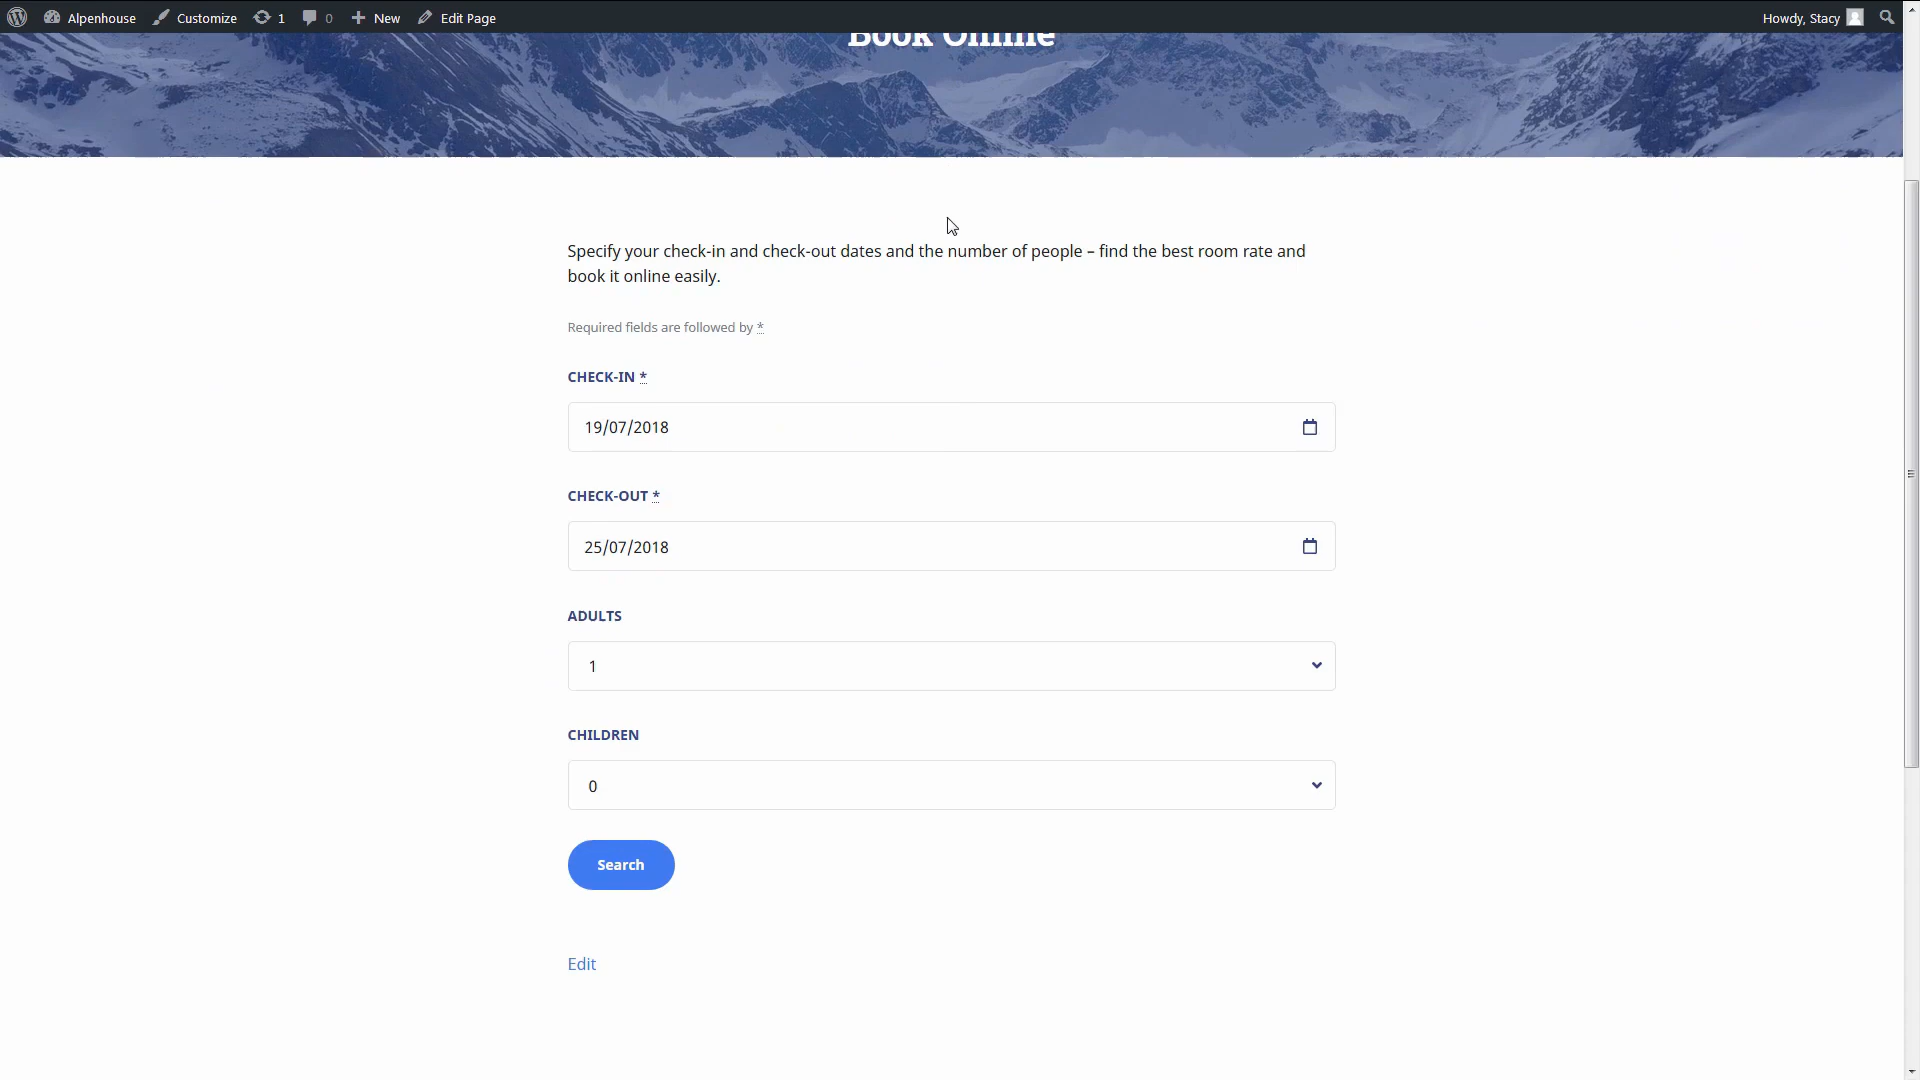 Alpenhouse Customize 1 0 New Edit Page Howdy, Stacy
Book Online
Specify your check-in and check-out dates and the number of people – find the best room rate and
book it online easily.
Required fields are followed by *
CHECK-IN *
19/07/2018
CHECK-OUT *
25/07/2018
ADULTS
1
CHILDREN
0
Search
Edit